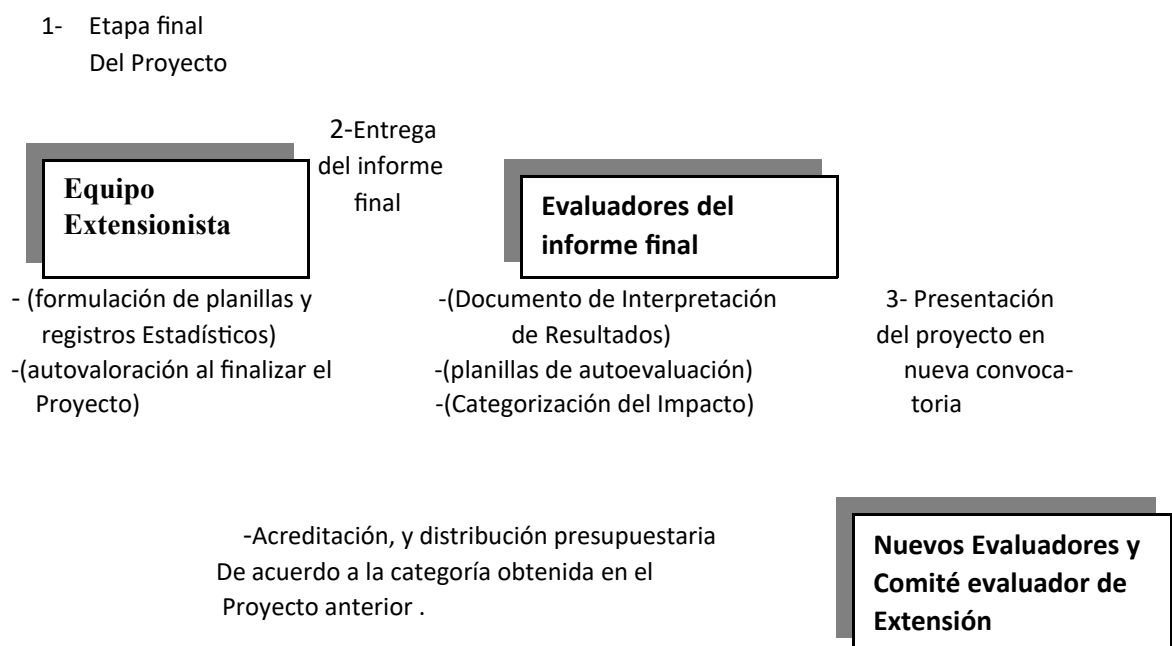 1- Etapa final
Del Proyecto
2-Entrega
del informe
final
Equipo
Extensionista
Evaluadores del
informe final
- (formulación de planillas y
registros Estadísticos)
-(autovaloración al finalizar el
Proyecto)
-(Documento de Interpretación
de Resultados)
-(planillas de autoevaluación)
-(Categorización del Impacto)
3- Presentación
del proyecto en
nueva convoca-
toria
-Acreditación, y distribución presupuestaria
De acuerdo a la categoría obtenida en el
Proyecto anterior .
Nuevos Evaluadores y
Comité evaluador de
Extensión